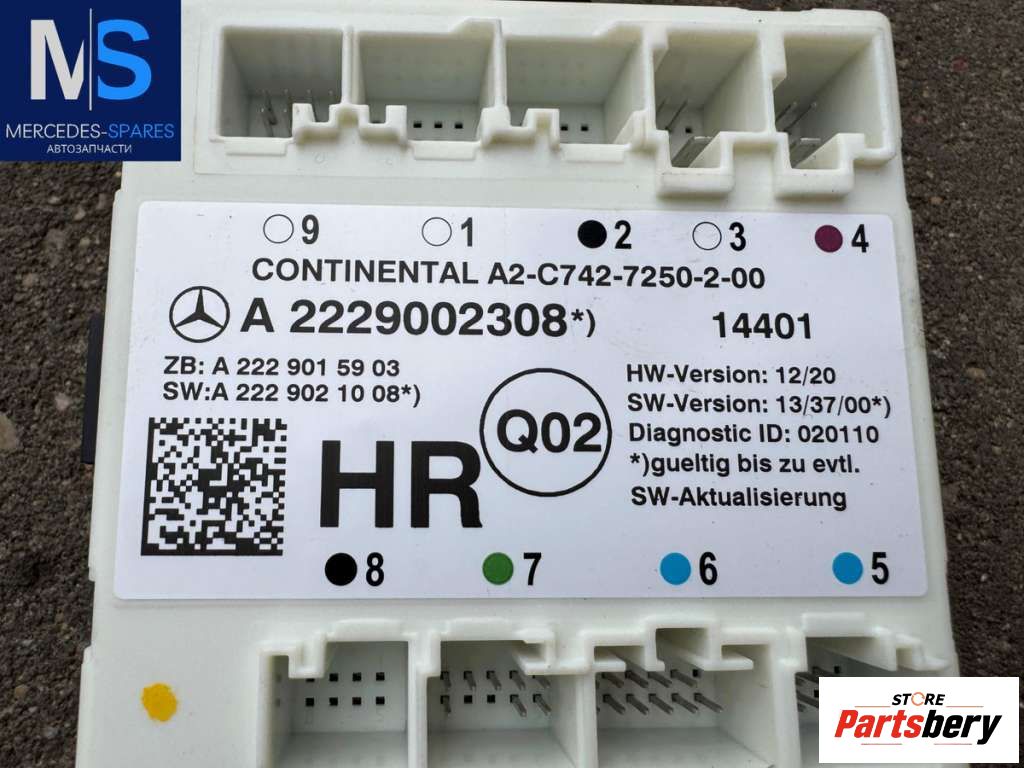 MS
MERCEDES-SPARES
АВТОЗАПЧАСТИ
9 1 2 3 4
CONTINENTAL A2-C742-7250-2-00
A 2229002308*) 14401
ZB: A 222 901 59 03
SW:A 222 902 10 08*)
HR
Q02
HW-Version: 12/20
SW-Version: 13/37/00*)
Diagnostic ID: 020110
*)gueltig bis zu evtl.
SW-Aktualisierung
8 7 6 5
STORE
Partsbery